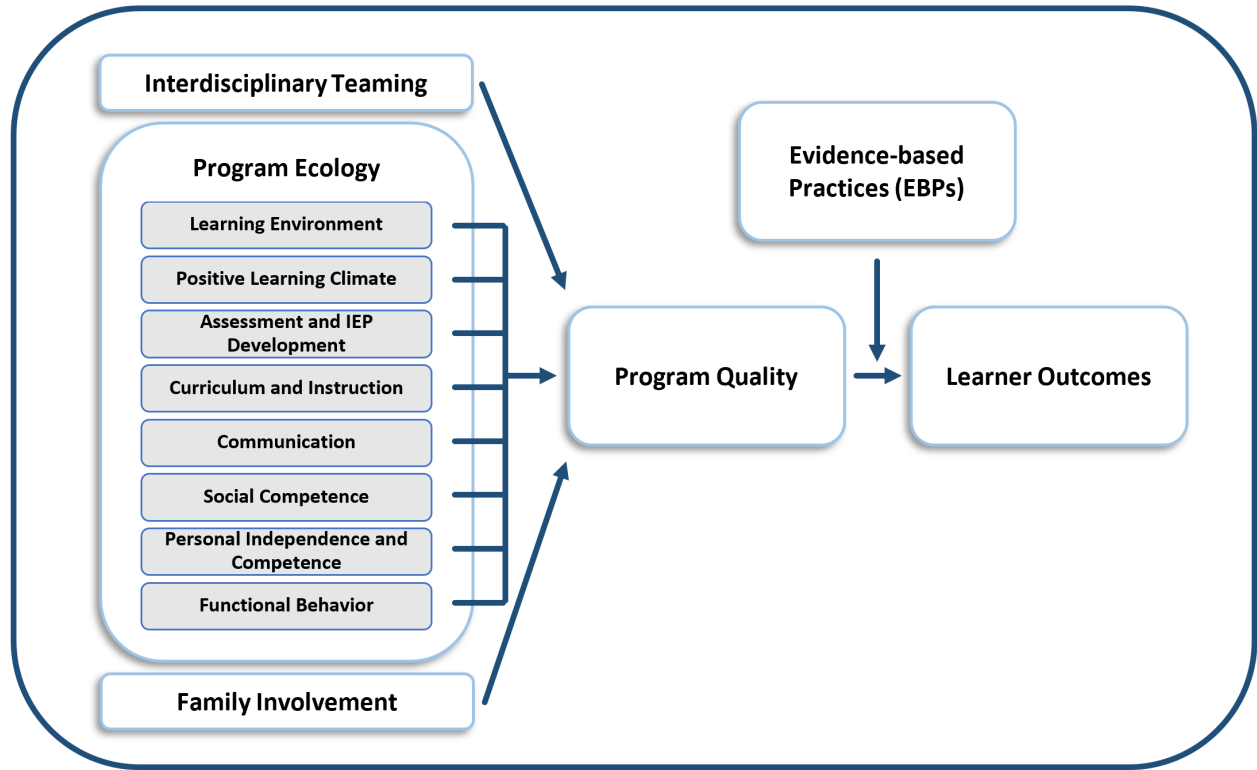 Interdisciplinary Teaming
Program Ecology
Learning Environment
Positive Learning Climate
Assessment and IEP
Development
Curriculum and Instruction
Communication
Social Competence
Personal Independence and
Competence
Functional Behavior
Family Involvement
Program Quality
Evidence-based
Practices (EBPs)
Learner Outcomes